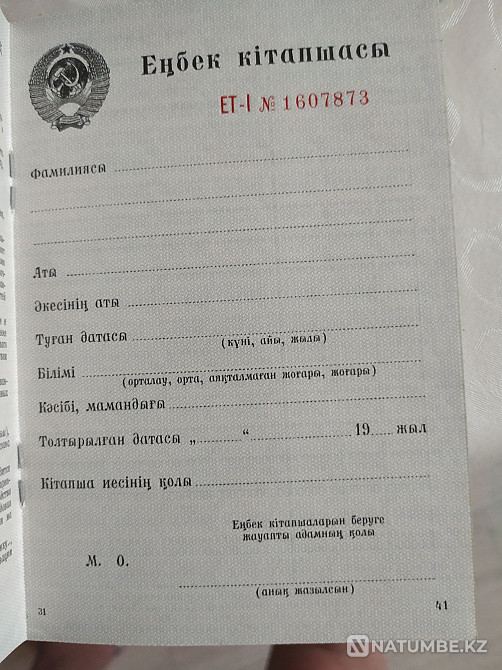 Еңбек кітапшасы
ЕТ-I № 1607873
Фамилиясы
Аты
Әкесінің аты
Туған датасы
(күні, айы, жылы)
Білімі
(орталау, орта, аяқталмаған жоғары, жоғары)
Кәсібі, мамандығы
Толтырылған датасы „ “ 19 жыл
Кітапша иесінің қолы
Еңбек кітапшаларын беруге
жауапты адамның қолы
М. О.
(анық жазылсын)
31
41
NATUMBE.KZ